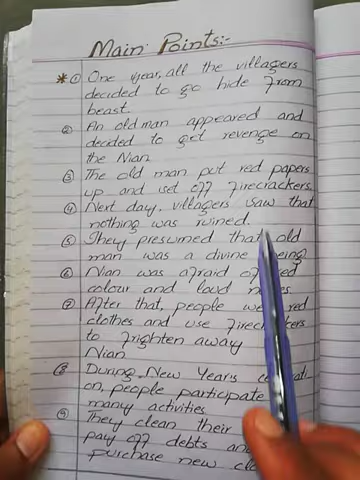 Main Points:-
* ① One year, all the villagers
decided to go hide from
beast.
② An old man appeared and
decided to get revenge on
the Nian
③ The old man put red papers
up and set off firecrackers.
④ Next day, villagers saw that
nothing was ruined.
⑤ They presumed that old
man was a divine being
⑥ Nian was afraid of red
colour and loud
⑦ After that, people red
clothes and use
to frighten away
Nian
⑧ During New Years
on, people participate
many activities
⑨ They clean their
pay off debts
purchase new